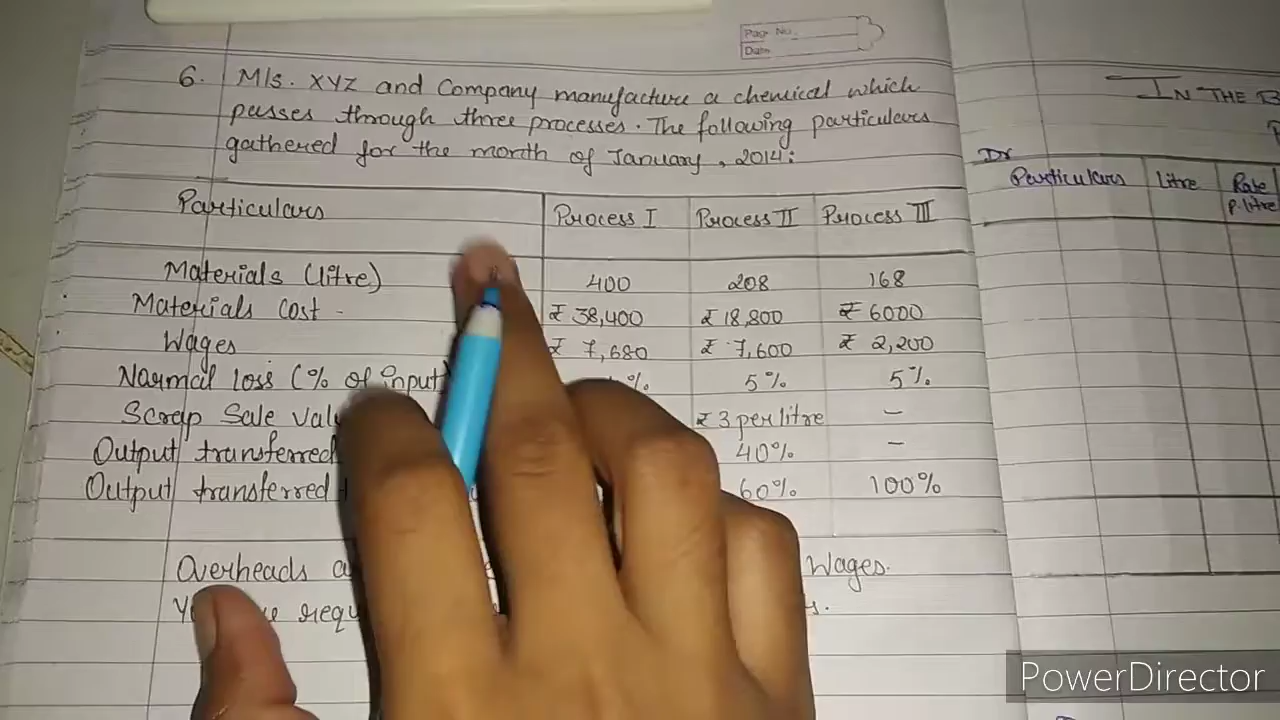 Page No.
Date
6. M/s. XYZ and Company manufacture a chemical which
passes through three processes. The following particulars
gathered for the month of January, 2014:
Particulars Process I Process II Process III
Materials (litre) 400 208 168
Materials Cost - ₹ 38,400 ₹ 18,800 ₹ 6000
Wages ₹ 7,680 ₹ 7,600 ₹ 2,200
Normal loss (% of input) % 5% 5%
Scrap Sale ₹ 3 per litre -
Output transferred 40% -
Output transferred 60% 100%
Overheads Wages.
IN THE
Dr
Particulars Litre Rate
p.litre
PowerDirector